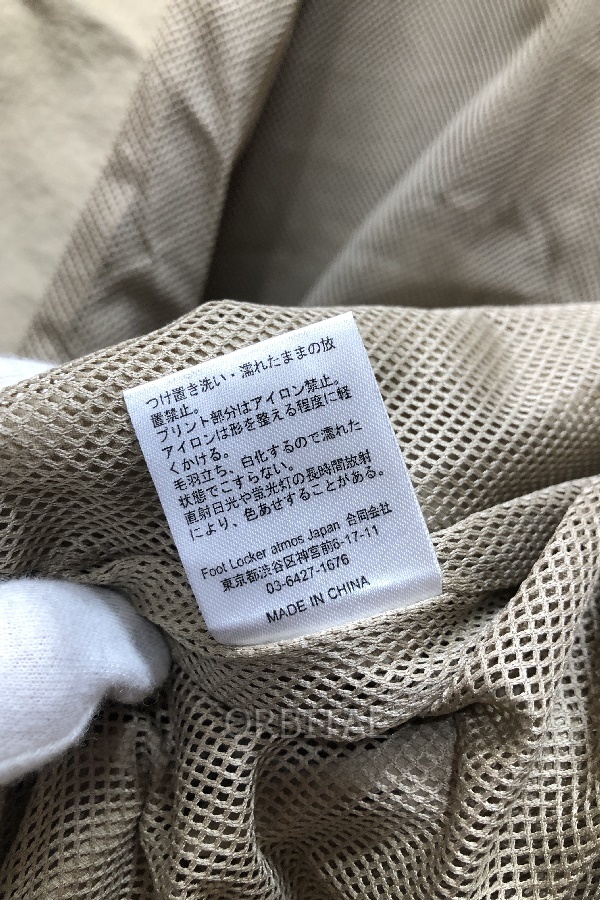 つけ置き洗い・濡れたままの放
置禁止。
プリント部分はアイロン禁止。
アイロンは形を整える程度に軽
くかける。
毛羽立ち、白化するので濡れた
状態でこすらない。
直射日光や蛍光灯の長時間放射
により、色あせすることがある。
Foot Locker atmos Japan 合同会社
東京都渋谷区神宮前6-17-11
03-6427-1676
MADE IN CHINA
ORBITAL